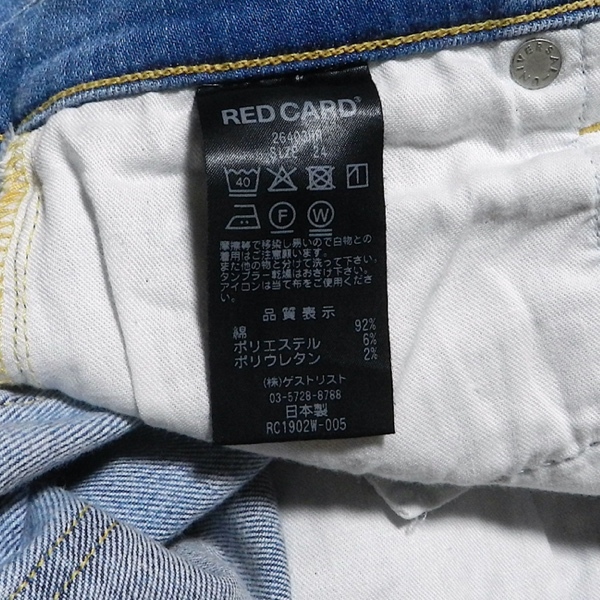 RED CARD®
SIZE 24
40
F
W
摩擦等で移染し易いので白物との
着用はご注意願います。
また他の物と分けて洗って下さい。
タンブラー乾燥はおさけ下さい。
アイロンは当て布をご使用くださ
い。
品質表示
綿 92%
ポリエステル 6%
ポリウレタン 2%
(株)ゲストリスト
03-5728-8788
日本製
RC1902W-005
UNIVERSAL